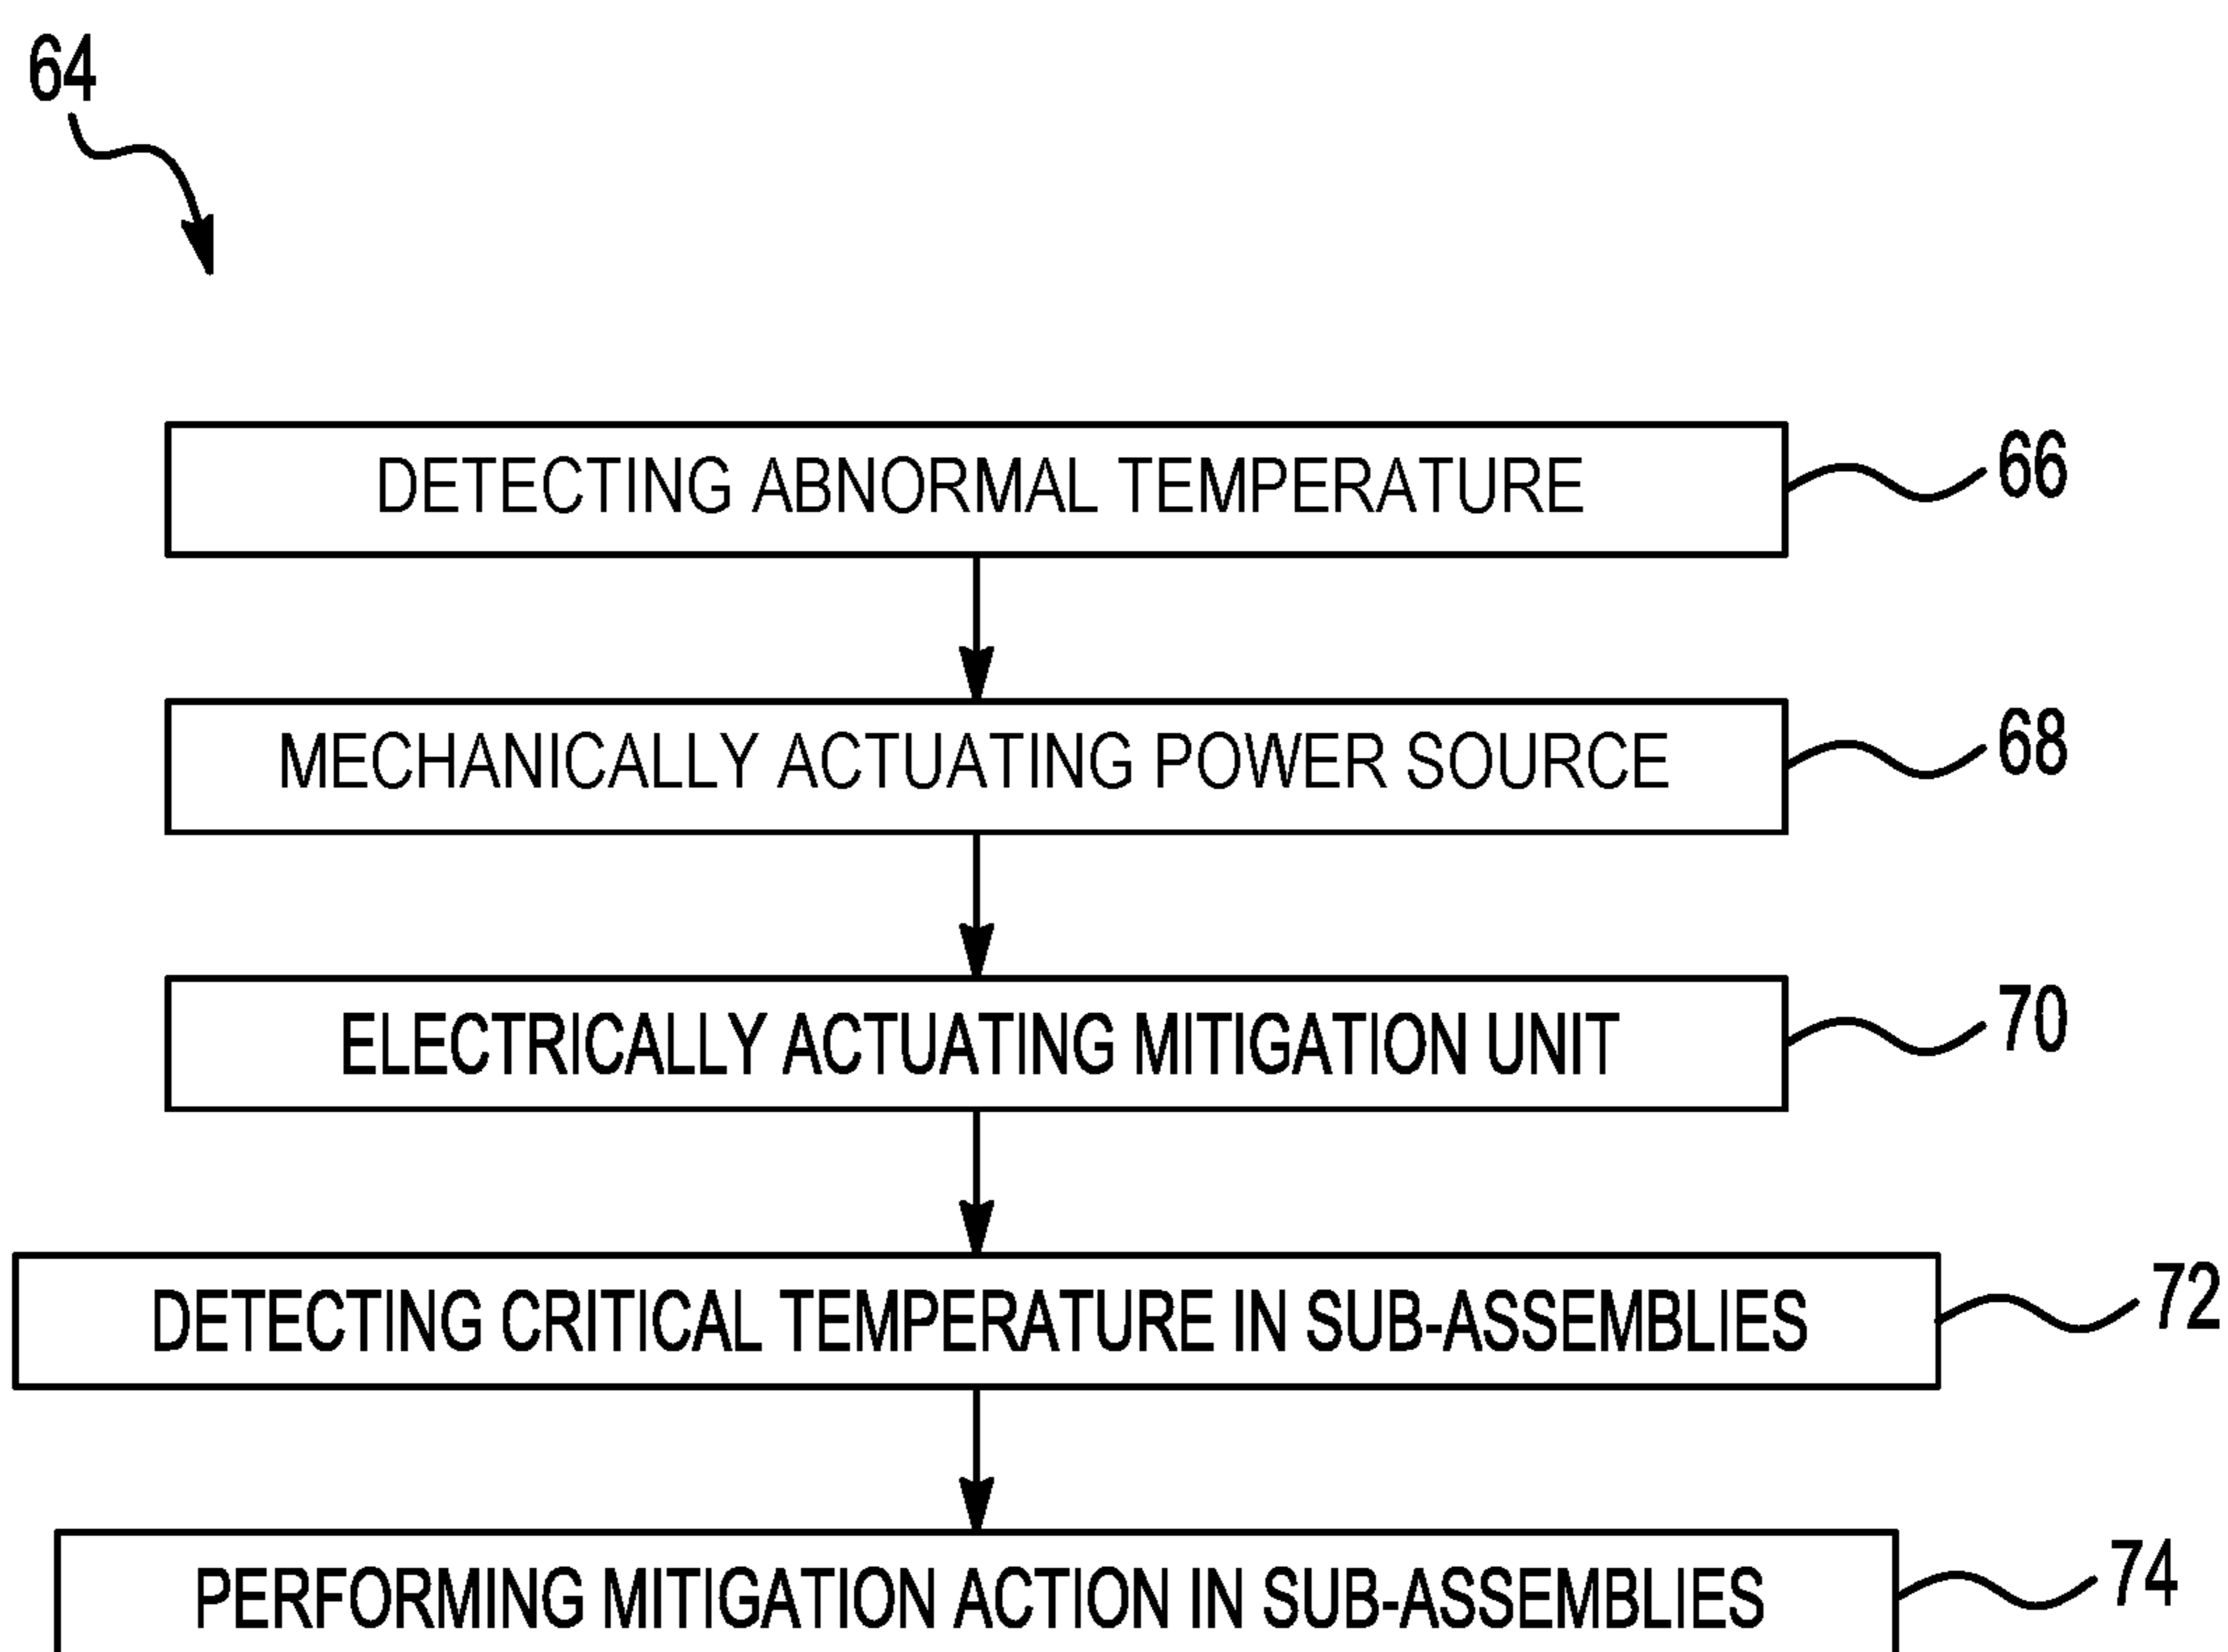 64
DETECTING ABNORMAL TEMPERATURE 66
MECHANICALLY ACTUATING POWER SOURCE 68
ELECTRICALLY ACTUATING MITIGATION UNIT 70
DETECTING CRITICAL TEMPERATURE IN SUB-ASSEMBLIES 72
PERFORMING MITIGATION ACTION IN SUB-ASSEMBLIES 74